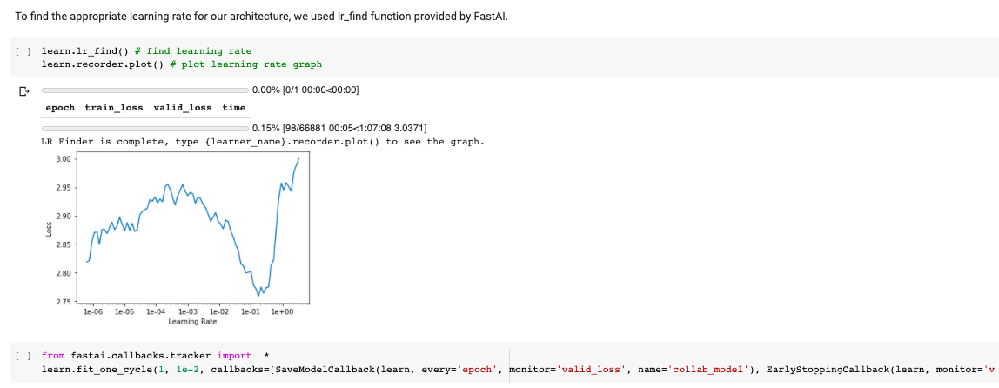 To find the appropriate learning rate for our architecture, we used lr_find function provided by FastAI.
[ ] learn.lr_find() # find learning rate
learn.recorder.plot() # plot learning rate graph
0.00% [0/1 00:00<00:00]
epoch train_loss valid_loss time
0.15% [98/66881 00:05<1:07:08 3.0371]
LR Finder is complete, type {learner_name}.recorder.plot() to see the graph.
3.00
2.95
2.90
2.85
2.80
2.75
Loss
1e-06 1e-05 1e-04 1e-03 1e-02 1e-01 1e+00
Learning Rate
[ ] from fastai.callbacks.tracker import *
learn.fit_one_cycle(1, 1e-2, callbacks=[SaveModelCallback(learn, every='epoch', monitor='valid_loss', name='collab_model'), EarlyStoppingCallback(learn, monitor='v